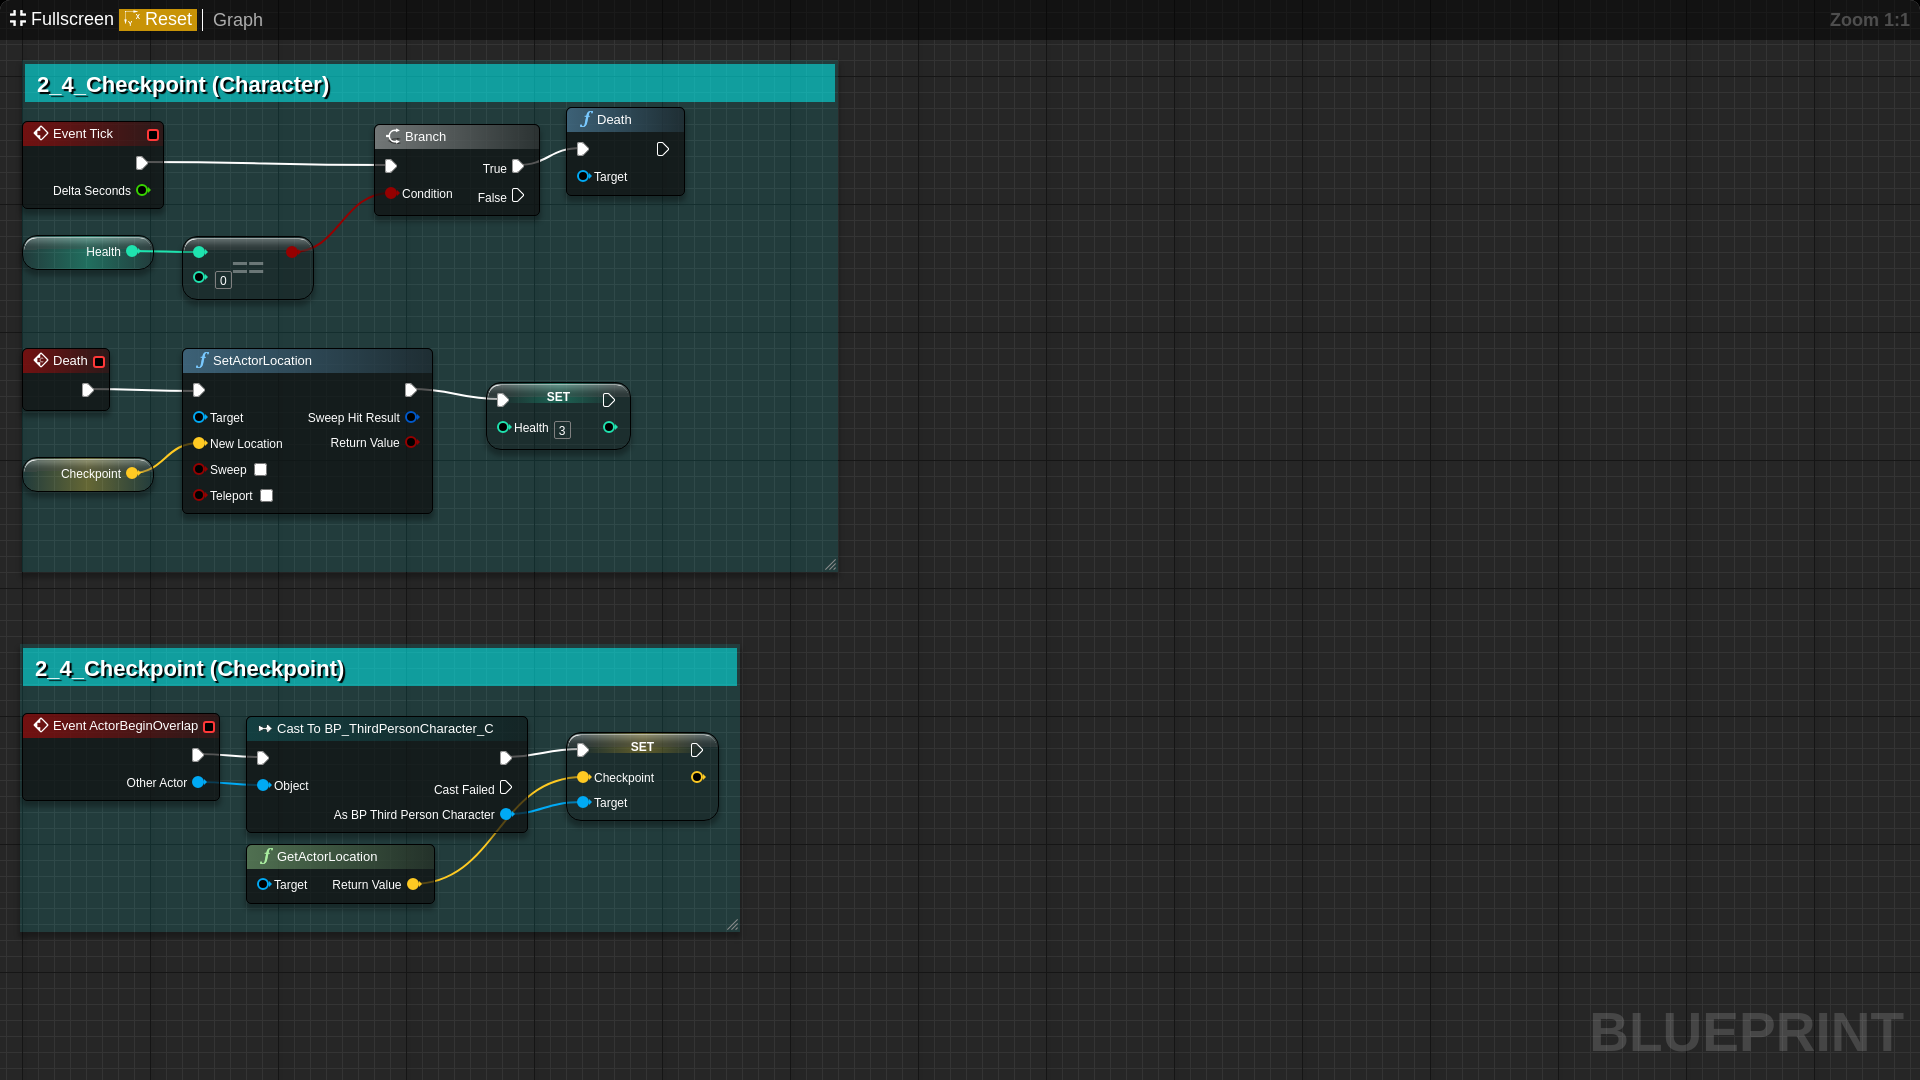 Fullscreen Reset Graph Zoom 1:1
2_4_Checkpoint (Character)
Event Tick
Delta Seconds
Branch
True
Condition
False
Death
Target
Health
0
==
Death
SetActorLocation
Target
Sweep Hit Result
New Location
Return Value
Sweep
Teleport
Checkpoint
SET
Health 3
2_4_Checkpoint (Checkpoint)
Event ActorBeginOverlap
Other Actor
Cast To BP_ThirdPersonCharacter_C
Object
Cast Failed
As BP Third Person Character
SET
Checkpoint
Target
GetActorLocation
Target Return Value
BLUEPRINT